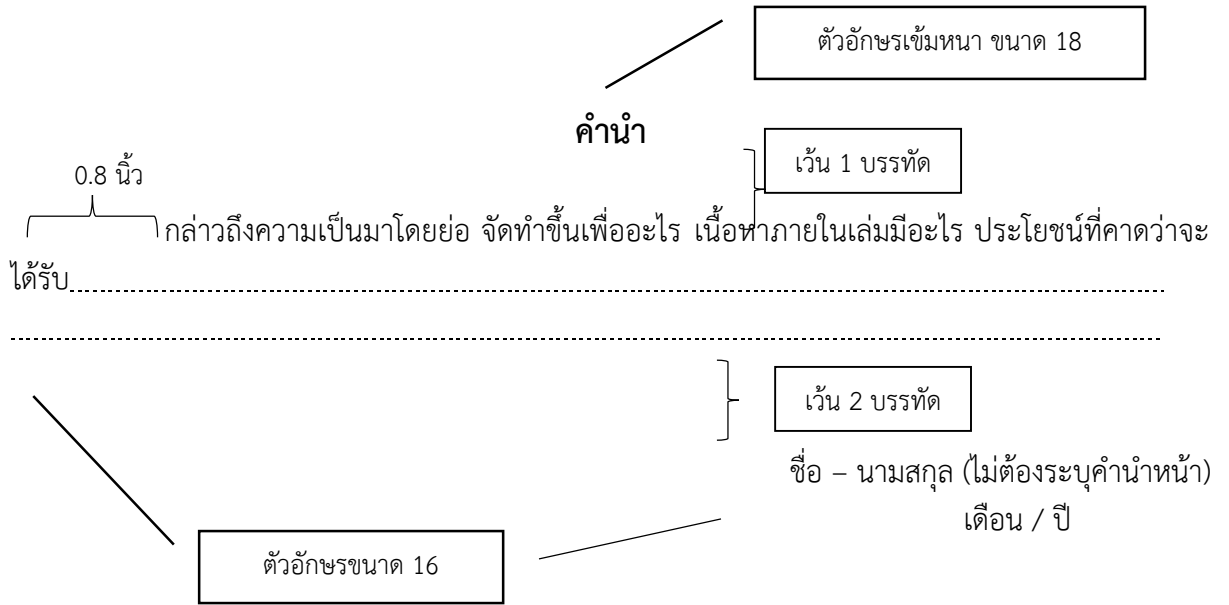 ตัวอักษรเข้มหนา ขนาด 18
คำนำ
เว้น 1 บรรทัด
0.8 นิ้ว
กล่าวถึงความเป็นมาโดยย่อ จัดทำขึ้นเพื่ออะไร เนื้อหาภายในเล่มมีอะไร ประโยชน์ที่คาดว่าจะ
ได้รับ
เว้น 2 บรรทัด
ชื่อ – นามสกุล (ไม่ต้องระบุคำนำหน้า)
เดือน / ปี
ตัวอักษรขนาด 16